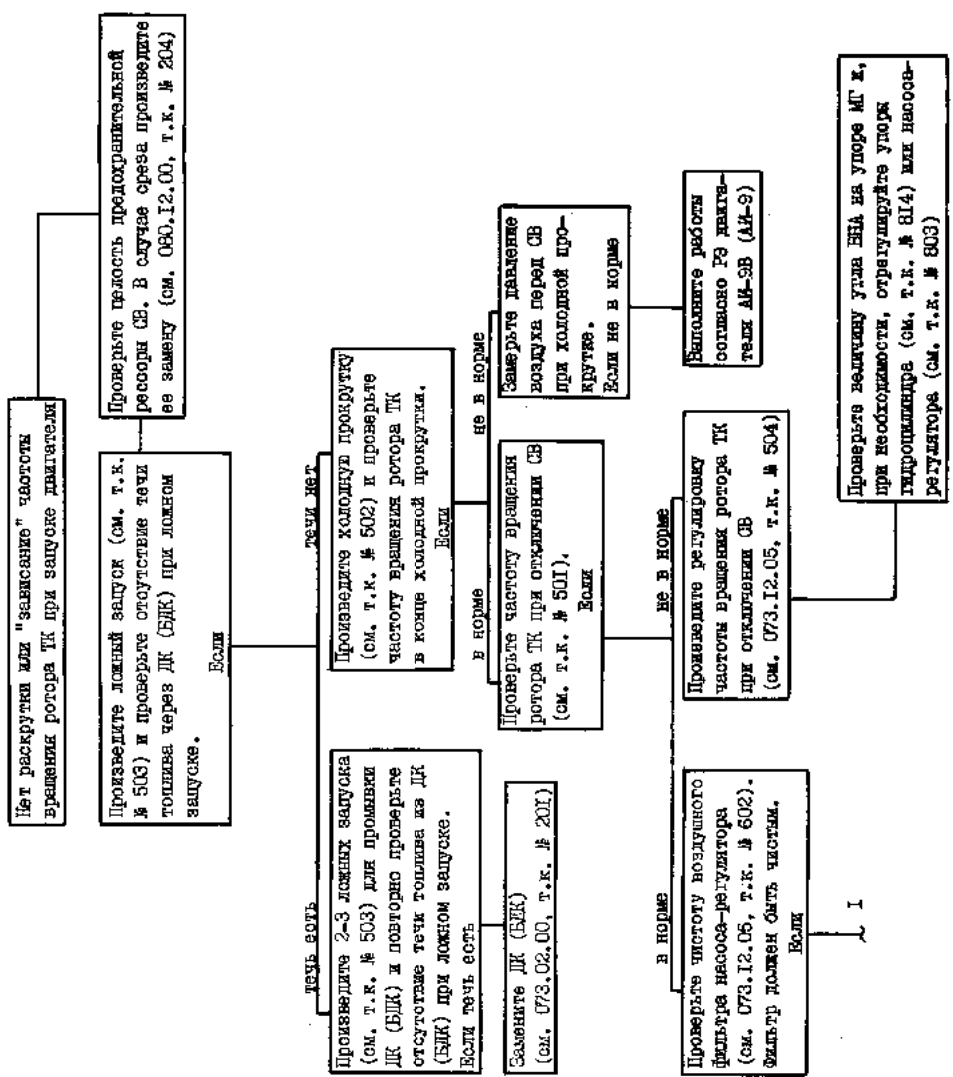 Нет раскрутки или "зависание" частоты
вращения ротора ТК при запуске двигателя
Проверьте целость предохранительной
рессоры СВ. В случае среза произведите
ее замену (см. 080.12.00, т.к. № 204)
Произведите ложный запуск (см. т.к.
№ 503) и проверьте отсутствие течи
топлива через ДК (БДК) при ложном
запуске.
Если
течь есть
течи нет
Произведите 2-3 ложных запуска
(см. т.к. № 503) для промывки
ДК (БДК) и повторно проверьте
отсутствие течи топлива из ДК
(БДК) при ложном запуске.
Если течь есть
Замените ДК (БДК)
(см. 073.02.00, т.к. № 201)
Произведите холодную прокрутку
(см. т.к. № 502) и проверьте
частоту вращения ротора ТК
в конце холодной прокрутки.
Если
в норме
не в норме
Проверьте частоту вращения
ротора ТК при отключении СВ
(см. т.к. № 501).
Если
Замерьте давление
воздуха перед СВ
при холодной про-
крутке.
Если не в норме
Выполните работы
согласно РЭ двига-
теля АИ-9В (АИ-9)
в норме
не в норме
Проверьте чистоту воздушного
фильтра насоса-регулятора
(см. 073.12.05, т.к. № 602).
Фильтр должен быть чистым.
Если
1
Произведите регулировку
частоты вращения ротора ТК
при отключении СВ
(см. 073.12.05, т.к. № 504)
Проверьте величину угла ВНА на упоре МГ и,
при необходимости, отрегулируйте упоры
гидроцилиндра (см. т.к. № 814) или насоса-
регулятора (см. т.к. № 803)